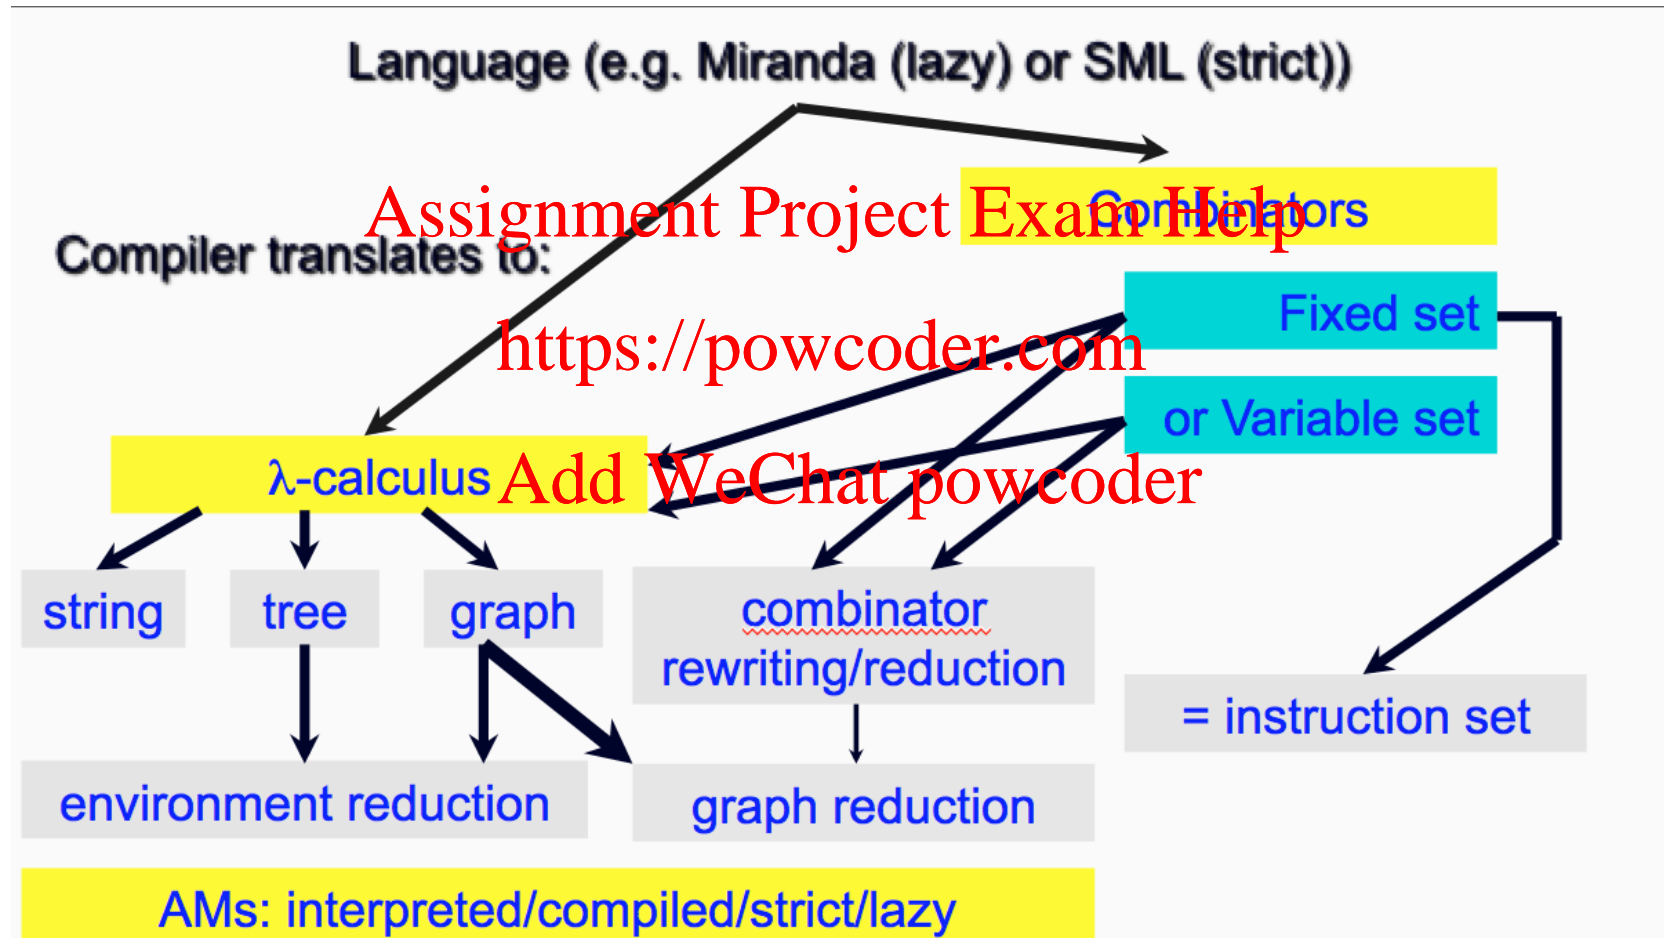 Language (e.g. Miranda (lazy) or SML (strict))
Combinators
Assignment Project Exam Help
Compiler translates to:
Fixed set
https://powcoder.com
or Variable set
λ-calculus
Add WeChat powcoder
string
tree
graph
combinator
rewriting/reduction
= instruction set
environment reduction
graph reduction
AMs: interpreted/compiled/strict/lazy